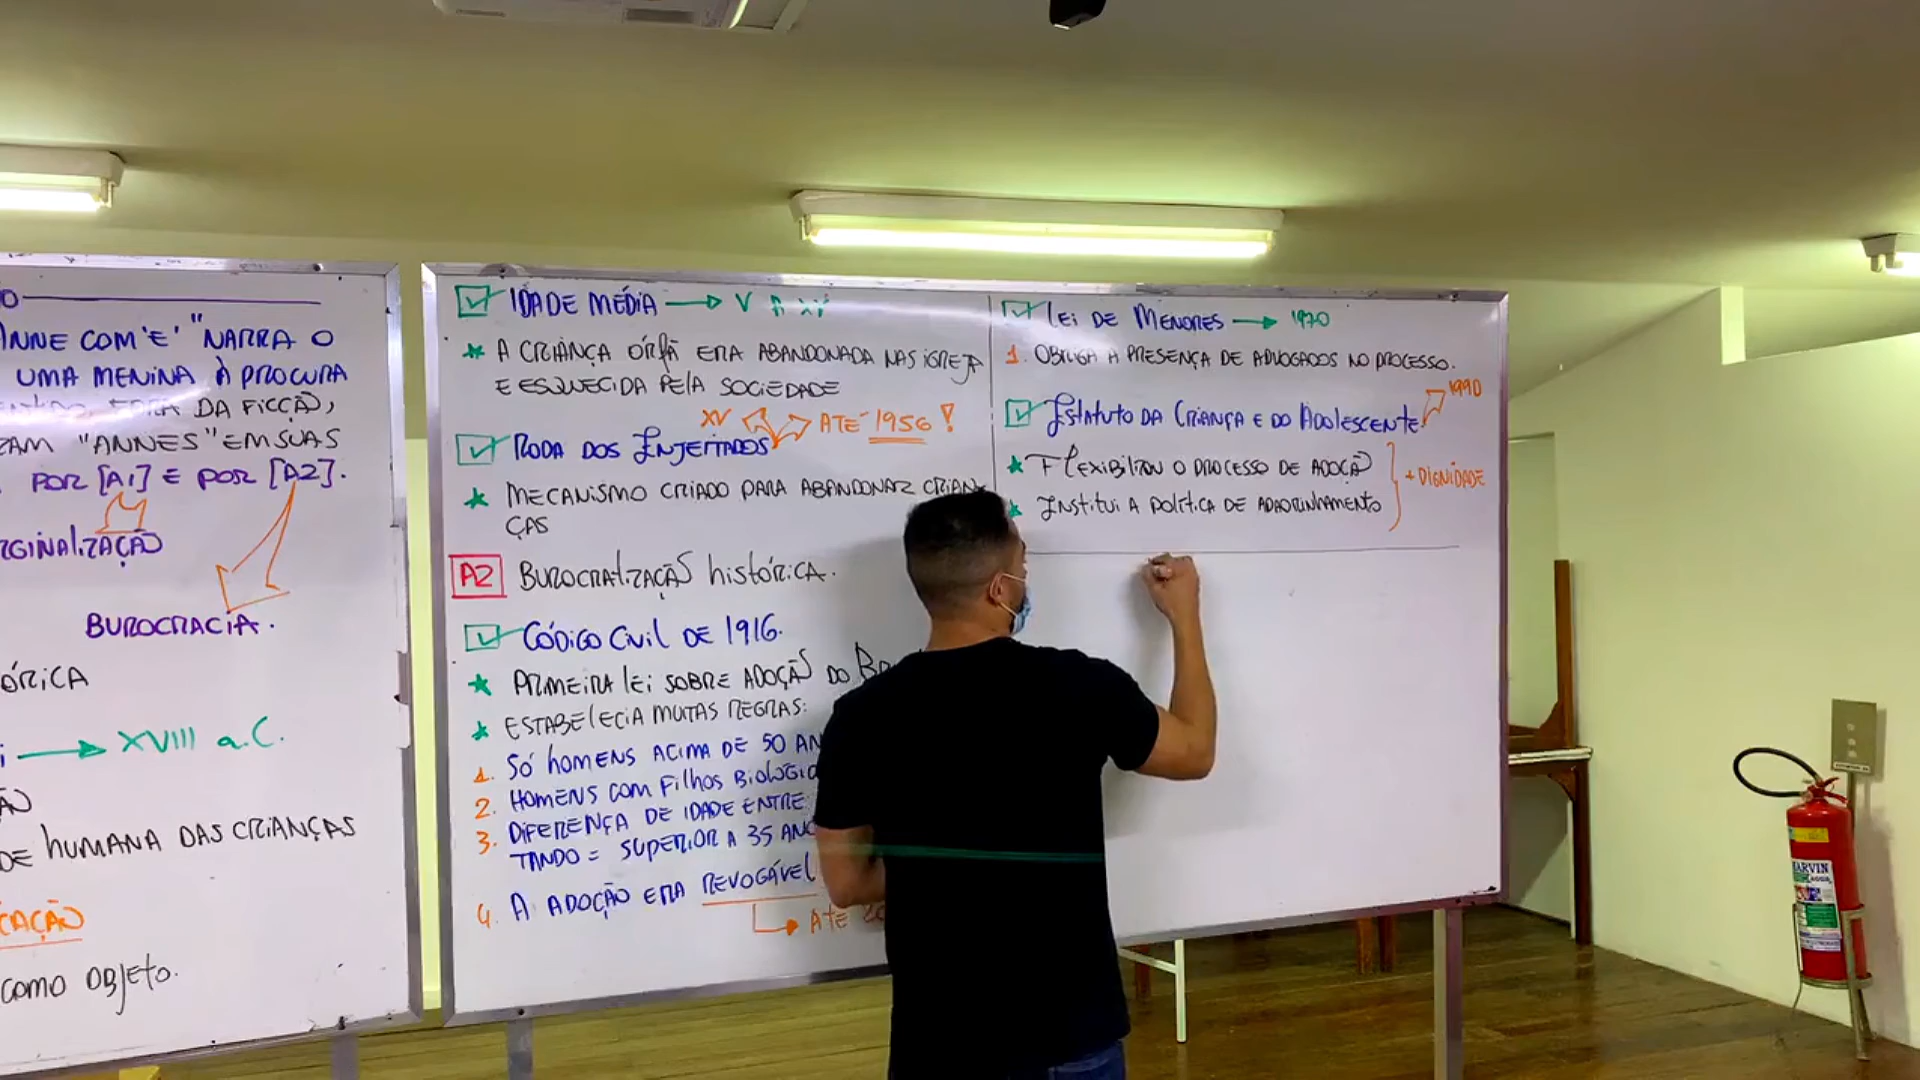 ANNE COM 'E' "NARRA O
UMA MENINA À PROCURA
DA FICÇÃO,
"ANNES" EM SUAS
POR [A1] E POR [A2].
BUROCRACIA.
XVIII a.C.
DE HUMANA DAS CRIANÇAS
COMO OBJETO.
IDADE MÉDIA → V A XV
A CRIANÇA ÓRFÃ ERA ABANDONADA NAS IGREJA
E ESQUECIDA PELA SOCIEDADE
XV ATÉ 1956!
RODA DOS ENJEITADOS
MECANISMO CRIADO PARA ABANDONAR CRIAN
ÇAS
A2 BUROCRATIZAÇÃO HISTÓRICA.
CÓDIGO CIVIL DE 1916.
PRIMEIRA LEI SOBRE ADOÇÃO DO
ESTABELECIA MUITAS REGRAS:
1. SÓ HOMENS ACIMA DE 50
2. HOMENS COM FILHOS
3. DIFERENÇA DE IDADE ENTRE
TANDO = SUPERIOR A 35
4. A ADOÇÃO ERA REVOGÁVEL
ATÉ
LEI DE MENORES → 1970
1. OBRIGA A PRESENÇA DE ADVOGADOS NO PROCESSO.
1990
ESTATUTO DA CRIANÇA E DO ADOLESCENTE
FLEXIBILIZOU O PROCESSO DE ADOÇÃO
+ DIGNIDADE
INSTITUI A POLÍTICA DE APADRINHAMENTO
MARVIN